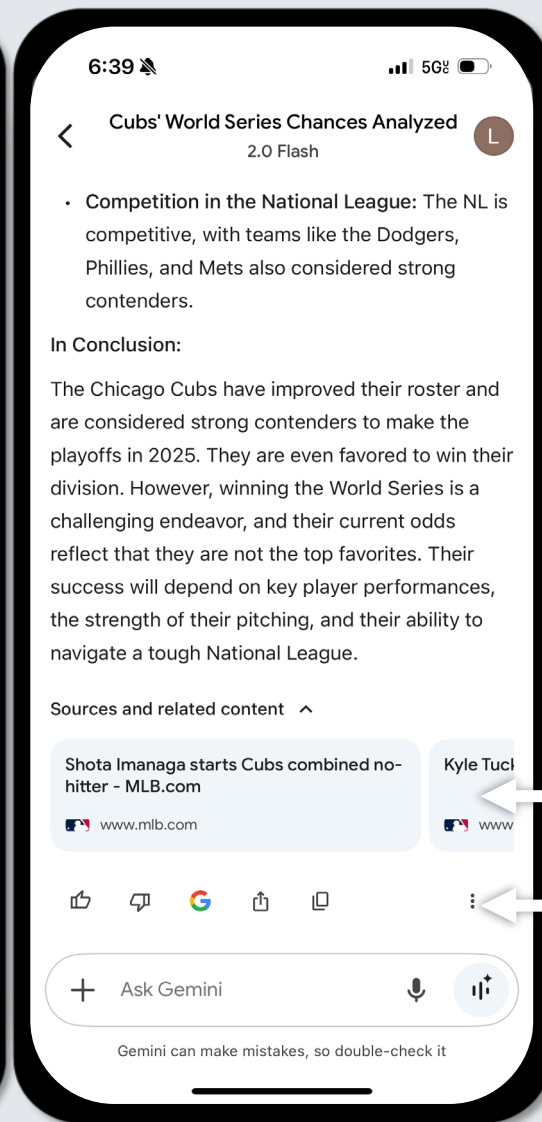 6:39
5G
Cubs' World Series Chances Analyzed
L
2.0 Flash
• Competition in the National League: The NL is
competitive, with teams like the Dodgers,
Phillies, and Mets also considered strong
contenders.
In Conclusion:
The Chicago Cubs have improved their roster and
are considered strong contenders to make the
playoffs in 2025. They are even favored to win their
division. However, winning the World Series is a
challenging endeavor, and their current odds
reflect that they are not the top favorites. Their
success will depend on key player performances,
the strength of their pitching, and their ability to
navigate a tough National League.
Sources and related content
Shota Imanaga starts Cubs combined no-
hitter - MLB.com
www.mlb.com
Kyle Tuck
www
Ask Gemini
Gemini can make mistakes, so double-check it